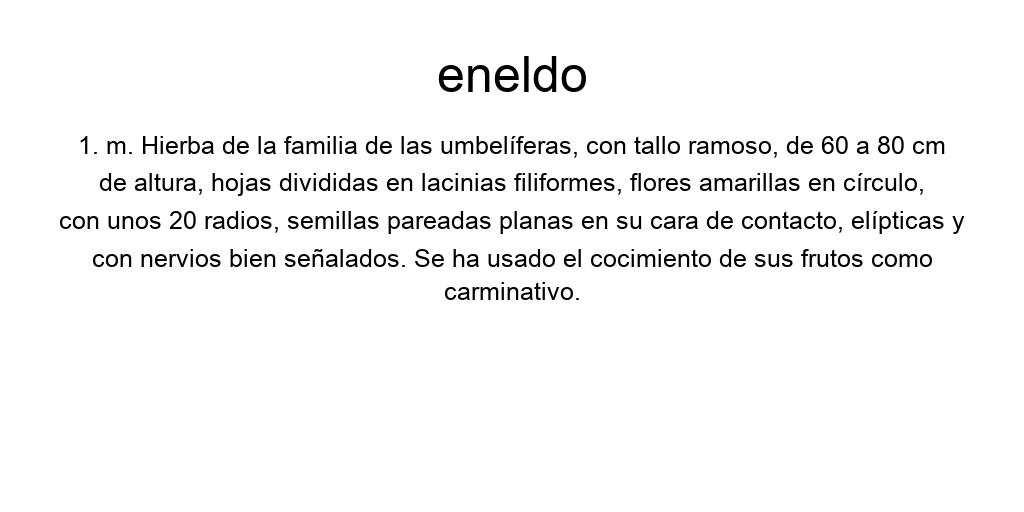 eneldo
1. m. Hierba de la familia de las umbelíferas, con tallo ramoso, de 60 a 80 cm
de altura, hojas divididas en lacinias filiformes, flores amarillas en círculo,
con unos 20 radios, semillas pareadas planas en su cara de contacto, elípticas y
con nervios bien señalados. Se ha usado el cocimiento de sus frutos como
carminativo.